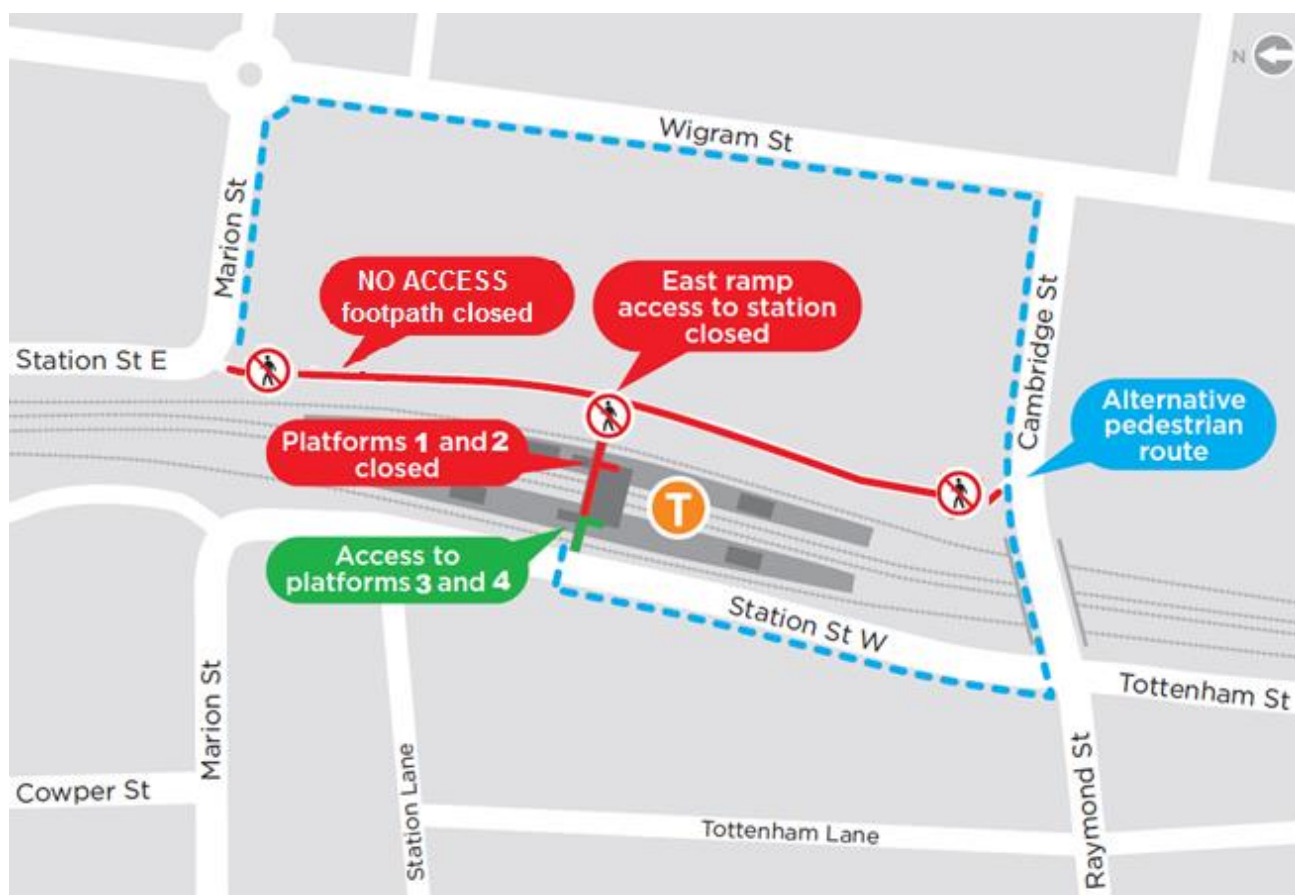 N
Wigram St
Marion St
NO ACCESS
footpath closed
East ramp
access to station
closed
Cambridge St
Station St E
Alternative
pedestrian
route
Platforms 1 and 2
closed
T
Access to
platforms 3 and 4
Station St W
Tottenham St
Marion St
Station Lane
Raymond St
Cowper St
Tottenham Lane